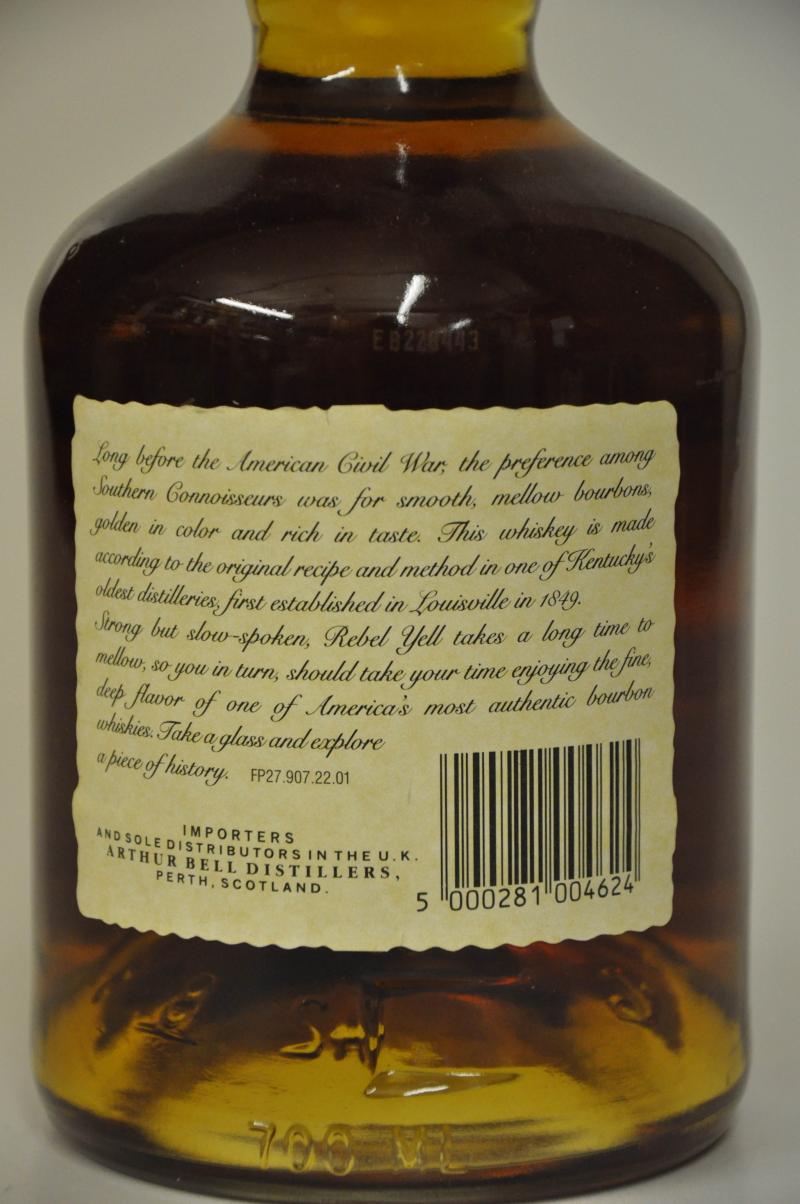 Long before the American Civil War, the preference among
Southern Connoisseurs was for smooth, mellow bourbons,
golden in color and rich in taste. This whiskey is made
according to the original recipe and method in one of Kentucky's
oldest distilleries, first established in Louisville in 1849.
Strong but slow-spoken, Rebel Yell takes a long time to
mellow, so you in turn, should take your time enjoying the fine,
deep flavor of one of America's most authentic bourbon
whiskies. Take a glass and explore
a piece of history. FP27.907.22.01
IMPORTERS
AND SOLE DISTRIBUTORS IN THE U.K.
ARTHUR BELL DISTILLERS,
PERTH, SCOTLAND.
5 000281 004624
700 ML